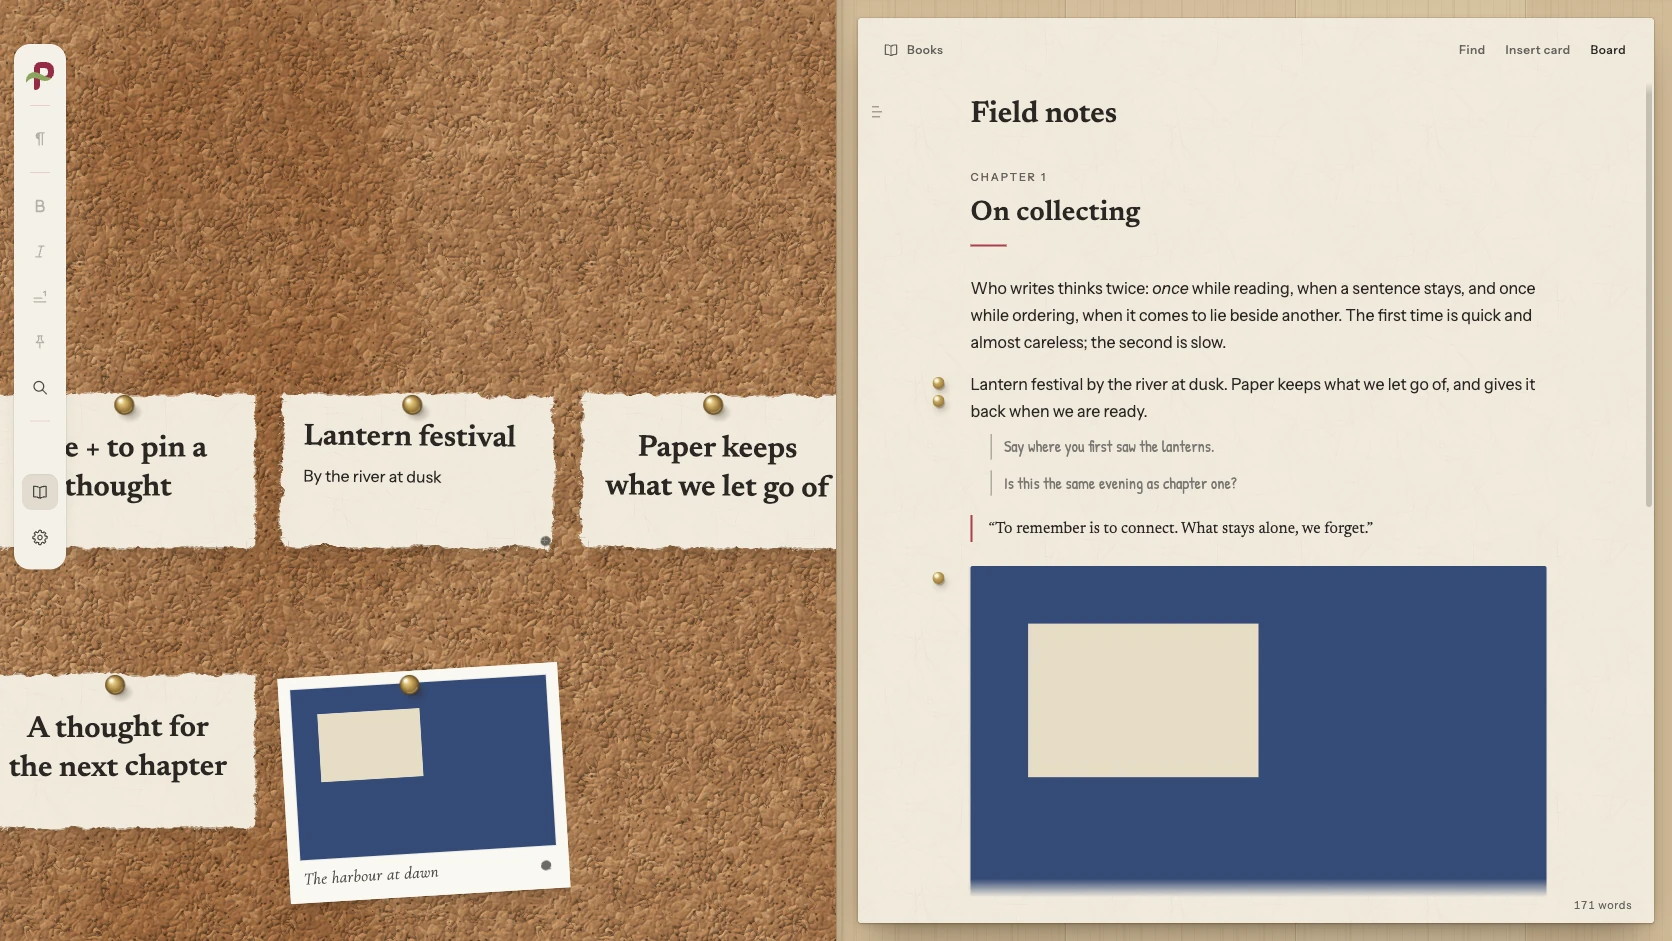 e + to pin a
thought
Lantern festival
By the river at dusk
Paper keeps
what we let go of
A thought for
the next chapter
The harbour at dawn
Books
Find
Insert card
Board
Field notes
CHAPTER 1
On collecting
Who writes thinks twice: once while reading, when a sentence stays, and once
while ordering, when it comes to lie beside another. The first time is quick and
almost careless; the second is slow.
Lantern festival by the river at dusk. Paper keeps what we let go of, and gives it
back when we are ready.
Say where you first saw the lanterns.
Is this the same evening as chapter one?
“To remember is to connect. What stays alone, we forget.”
171 words